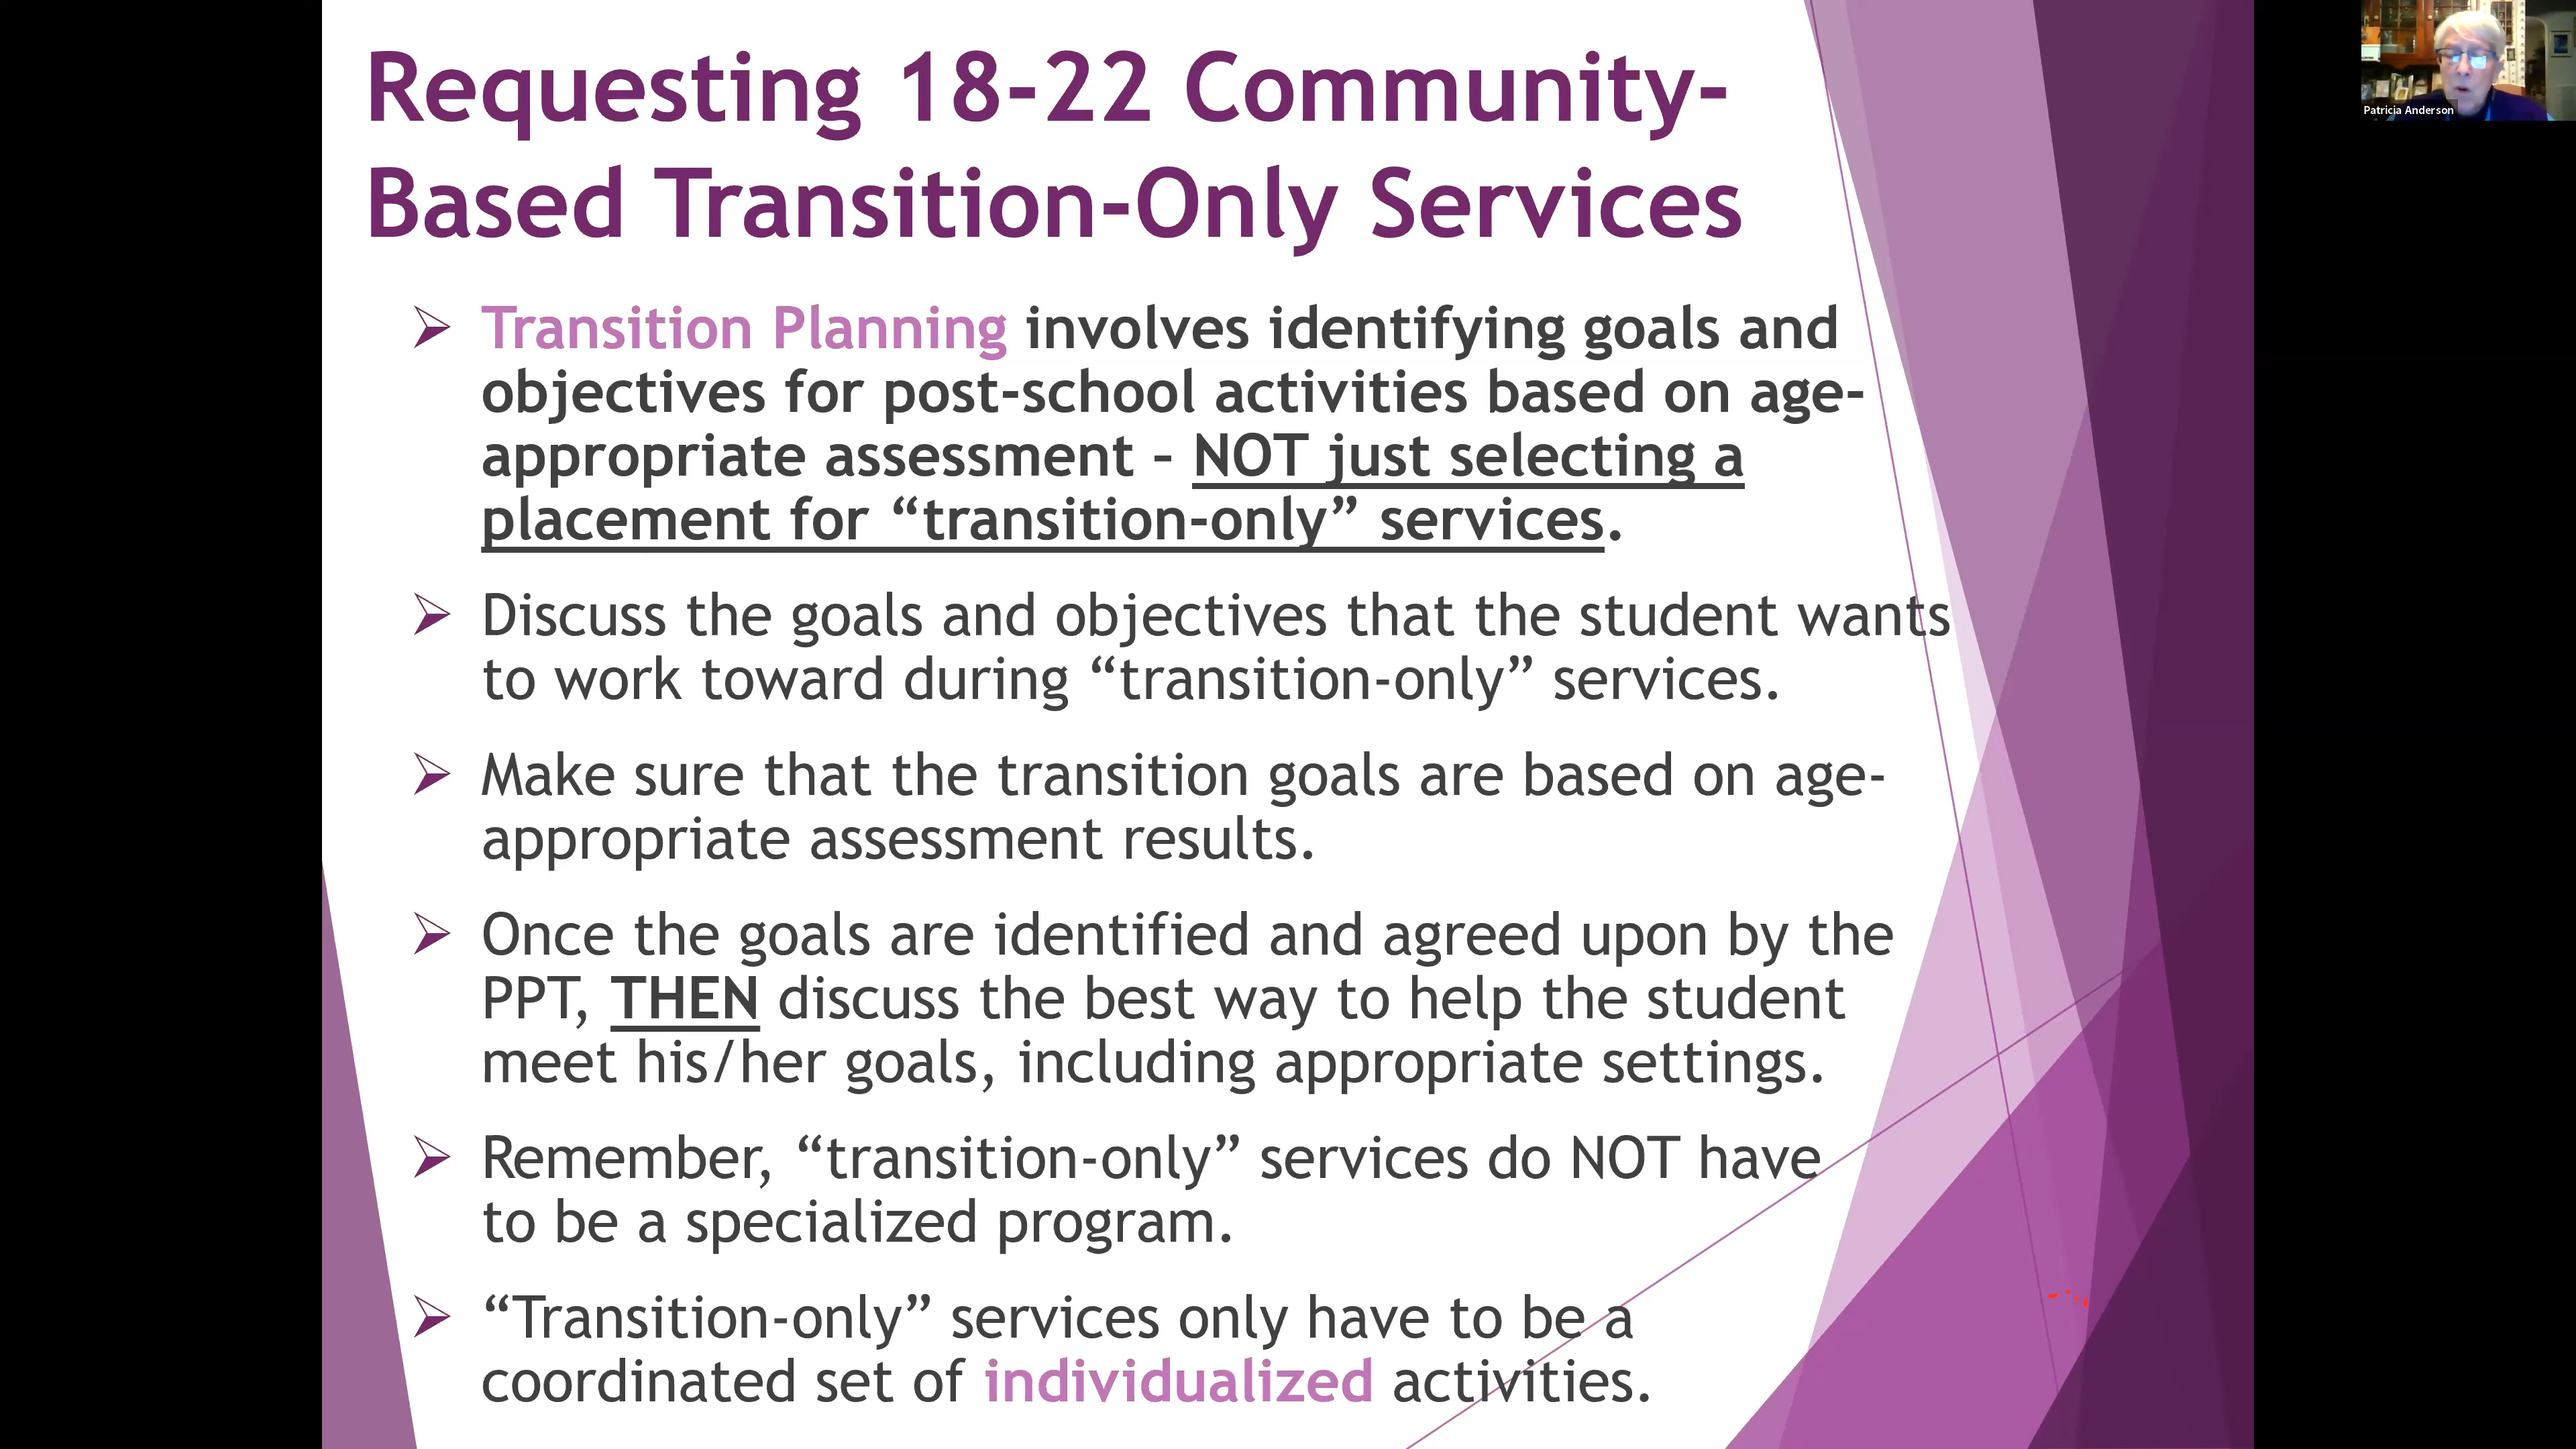 Requesting 18-22 Community-
Based Transition-Only Services
Transition Planning involves identifying goals and
objectives for post-school activities based on age-
appropriate assessment – NOT just selecting a
placement for “transition-only” services.
Discuss the goals and objectives that the student wants
to work toward during “transition-only” services.
Make sure that the transition goals are based on age-
appropriate assessment results.
Once the goals are identified and agreed upon by the
PPT, THEN discuss the best way to help the student
meet his/her goals, including appropriate settings.
Remember, “transition-only” services do NOT have
to be a specialized program.
“Transition-only” services only have to be a
coordinated set of individualized activities.
Patricia Anderson